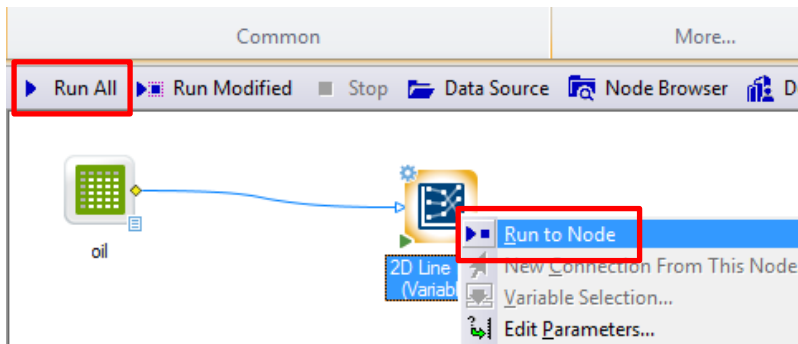 Common More...
Run All Run Modified Stop Data Source Node Browser
oil
Run to Node
2D Line New Connection From This Node
Variable Selection...
Edit Parameters...